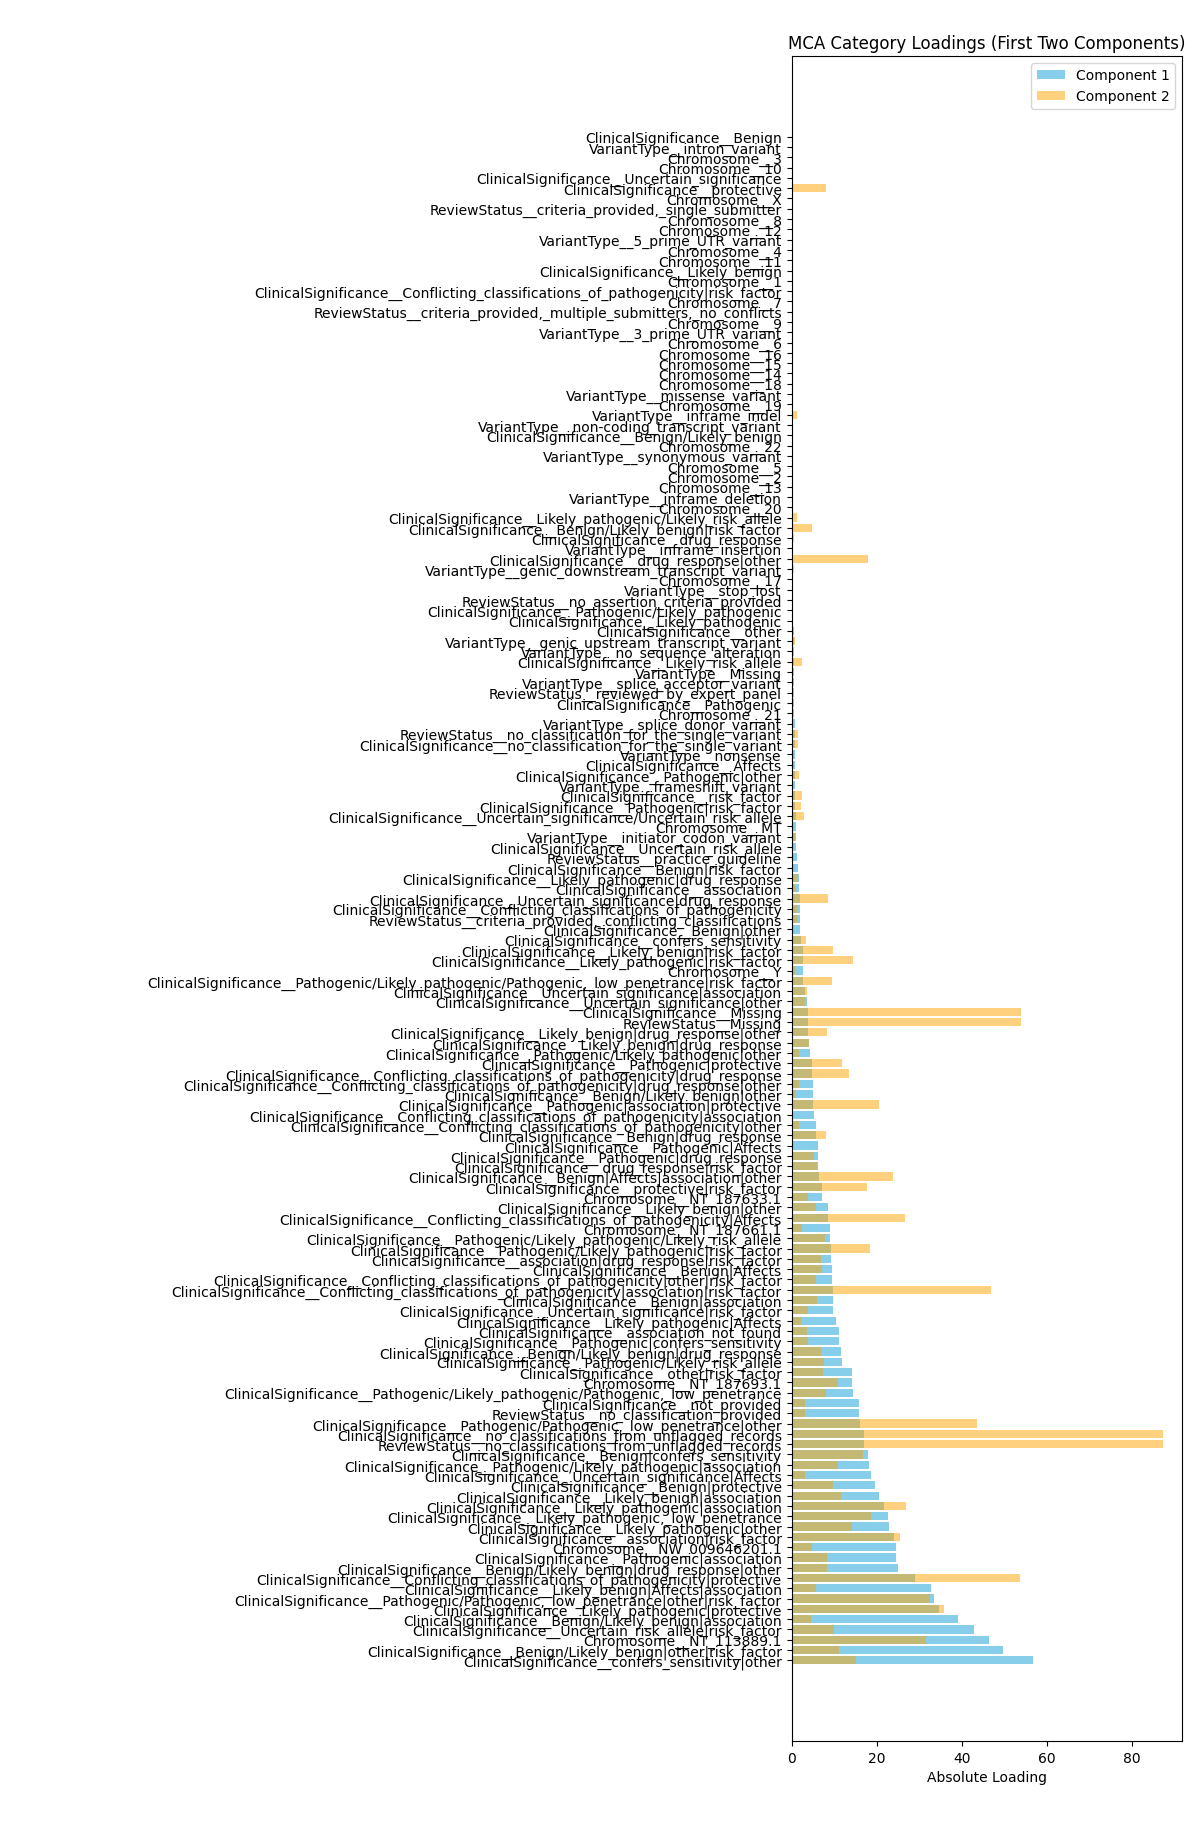 MCA Category Loadings (First Two Components)
Component 1
Component 2
ClinicalSignificance__Benign
VariantType__intron_variant
Chromosome__3
Chromosome__10
ClinicalSignificance__Uncertain_significance
ClinicalSignificance__protective
Chromosome__X
ReviewStatus__criteria_provided,_single_submitter
Chromosome__8
Chromosome__12
VariantType__5_prime_UTR_variant
Chromosome__4
Chromosome__11
ClinicalSignificance__Likely_benign
Chromosome__1
ClinicalSignificance__Conflicting_classifications_of_pathogenicity|risk_factor
Chromosome__7
ReviewStatus__criteria_provided,_multiple_submitters,_no_conflicts
Chromosome__9
VariantType__3_prime_UTR_variant
Chromosome__6
Chromosome__16
Chromosome__15
Chromosome__14
Chromosome__18
VariantType__missense_variant
Chromosome__19
VariantType__inframe_indel
VariantType__non-coding_transcript_variant
ClinicalSignificance__Benign/Likely_benign
Chromosome__22
VariantType__synonymous_variant
Chromosome__5
Chromosome__2
Chromosome__13
VariantType__inframe_deletion
Chromosome__20
ClinicalSignificance__Likely_pathogenic/Likely_risk_allele
ClinicalSignificance__Benign/Likely_benign|risk_factor
ClinicalSignificance__drug_response
VariantType__inframe_insertion
ClinicalSignificance__drug_response|other
VariantType__genic_downstream_transcript_variant
Chromosome__17
VariantType__stop_lost
ReviewStatus__no_assertion_criteria_provided
ClinicalSignificance__Pathogenic/Likely_pathogenic
ClinicalSignificance__Likely_pathogenic
ClinicalSignificance__other
VariantType__genic_upstream_transcript_variant
VariantType__no_sequence_alteration
ClinicalSignificance__Likely_risk_allele
VariantType__Missing
VariantType__splice_acceptor_variant
ReviewStatus__reviewed_by_expert_panel
ClinicalSignificance__Pathogenic
Chromosome__21
VariantType__splice_donor_variant
ReviewStatus__no_classification_for_the_single_variant
ClinicalSignificance__no_classification_for_the_single_variant
VariantType__nonsense
ClinicalSignificance__Affects
ClinicalSignificance__Pathogenic|other
VariantType__frameshift_variant
ClinicalSignificance__risk_factor
ClinicalSignificance__Pathogenic|risk_factor
ClinicalSignificance__Uncertain_significance/Uncertain_risk_allele
Chromosome__MT
VariantType__initiator_codon_variant
ClinicalSignificance__Uncertain_risk_allele
ReviewStatus__practice_guideline
ClinicalSignificance__Benign|risk_factor
ClinicalSignificance__Likely_pathogenic|drug_response
ClinicalSignificance__association
ClinicalSignificance__Uncertain_significance|drug_response
ClinicalSignificance__Conflicting_classifications_of_pathogenicity
ReviewStatus__criteria_provided,_conflicting_classifications
ClinicalSignificance__Benign|other
ClinicalSignificance__confers_sensitivity
ClinicalSignificance__Likely_benign|risk_factor
ClinicalSignificance__Likely_pathogenic|risk_factor
Chromosome__Y
ClinicalSignificance__Pathogenic/Likely_pathogenic/Pathogenic,_low_penetrance|risk_factor
ClinicalSignificance__Uncertain_significance|association
ClinicalSignificance__Uncertain_significance|other
ClinicalSignificance__Missing
ReviewStatus__Missing
ClinicalSignificance__Likely_benign|drug_response|other
ClinicalSignificance__Likely_benign|drug_response
ClinicalSignificance__Pathogenic/Likely_pathogenic|other
ClinicalSignificance__Pathogenic|protective
ClinicalSignificance__Conflicting_classifications_of_pathogenicity|drug_response
ClinicalSignificance__Conflicting_classifications_of_pathogenicity|drug_response|other
ClinicalSignificance__Benign/Likely_benign|other
ClinicalSignificance__Pathogenic|association|protective
ClinicalSignificance__Conflicting_classifications_of_pathogenicity|association
ClinicalSignificance__Conflicting_classifications_of_pathogenicity|other
ClinicalSignificance__Benign|drug_response
ClinicalSignificance__Pathogenic|Affects
ClinicalSignificance__Pathogenic|drug_response
ClinicalSignificance__drug_response|risk_factor
ClinicalSignificance__Benign|Affects|association|other
ClinicalSignificance__protective|risk_factor
Chromosome__NT_187633.1
ClinicalSignificance__Likely_benign|other
ClinicalSignificance__Conflicting_classifications_of_pathogenicity|Affects
Chromosome__NT_187661.1
ClinicalSignificance__Pathogenic/Likely_pathogenic/Likely_risk_allele
ClinicalSignificance__Pathogenic/Likely_pathogenic|risk_factor
ClinicalSignificance__association|drug_response|risk_factor
ClinicalSignificance__Benign|Affects
ClinicalSignificance__Conflicting_classifications_of_pathogenicity|other|risk_factor
ClinicalSignificance__Conflicting_classifications_of_pathogenicity|association|risk_factor
ClinicalSignificance__Benign|association
ClinicalSignificance__Uncertain_significance|risk_factor
ClinicalSignificance__Likely_pathogenic|Affects
ClinicalSignificance__association_not_found
ClinicalSignificance__Pathogenic|confers_sensitivity
ClinicalSignificance__Benign/Likely_benign|drug_response
ClinicalSignificance__Pathogenic/Likely_risk_allele
ClinicalSignificance__other|risk_factor
Chromosome__NT_187693.1
ClinicalSignificance__Pathogenic/Likely_pathogenic/Pathogenic,_low_penetrance
ClinicalSignificance__not_provided
ReviewStatus__no_classification_provided
ClinicalSignificance__Pathogenic/Pathogenic,_low_penetrance|other
ClinicalSignificance__no_classifications_from_unflagged_records
ReviewStatus__no_classifications_from_unflagged_records
ClinicalSignificance__Benign|confers_sensitivity
ClinicalSignificance__Pathogenic/Likely_pathogenic|association
ClinicalSignificance__Uncertain_significance|Affects
ClinicalSignificance__Benign|protective
ClinicalSignificance__Likely_benign|association
ClinicalSignificance__Likely_pathogenic|association
ClinicalSignificance__Likely_pathogenic,_low_penetrance
ClinicalSignificance__Likely_pathogenic|other
ClinicalSignificance__association|risk_factor
Chromosome__NW_009646201.1
ClinicalSignificance__Pathogenic|association
ClinicalSignificance__Benign/Likely_benign|drug_response|other
ClinicalSignificance__Conflicting_classifications_of_pathogenicity|protective
ClinicalSignificance__Likely_benign|Affects|association
ClinicalSignificance__Pathogenic/Pathogenic,_low_penetrance|other|risk_factor
ClinicalSignificance__Likely_pathogenic|protective
ClinicalSignificance__Benign/Likely_benign|association
ClinicalSignificance__Uncertain_risk_allele|risk_factor
Chromosome__NT_113889.1
ClinicalSignificance__Benign/Likely_benign|other|risk_factor
ClinicalSignificance__confers_sensitivity|other
0 20 40 60 80
Absolute Loading